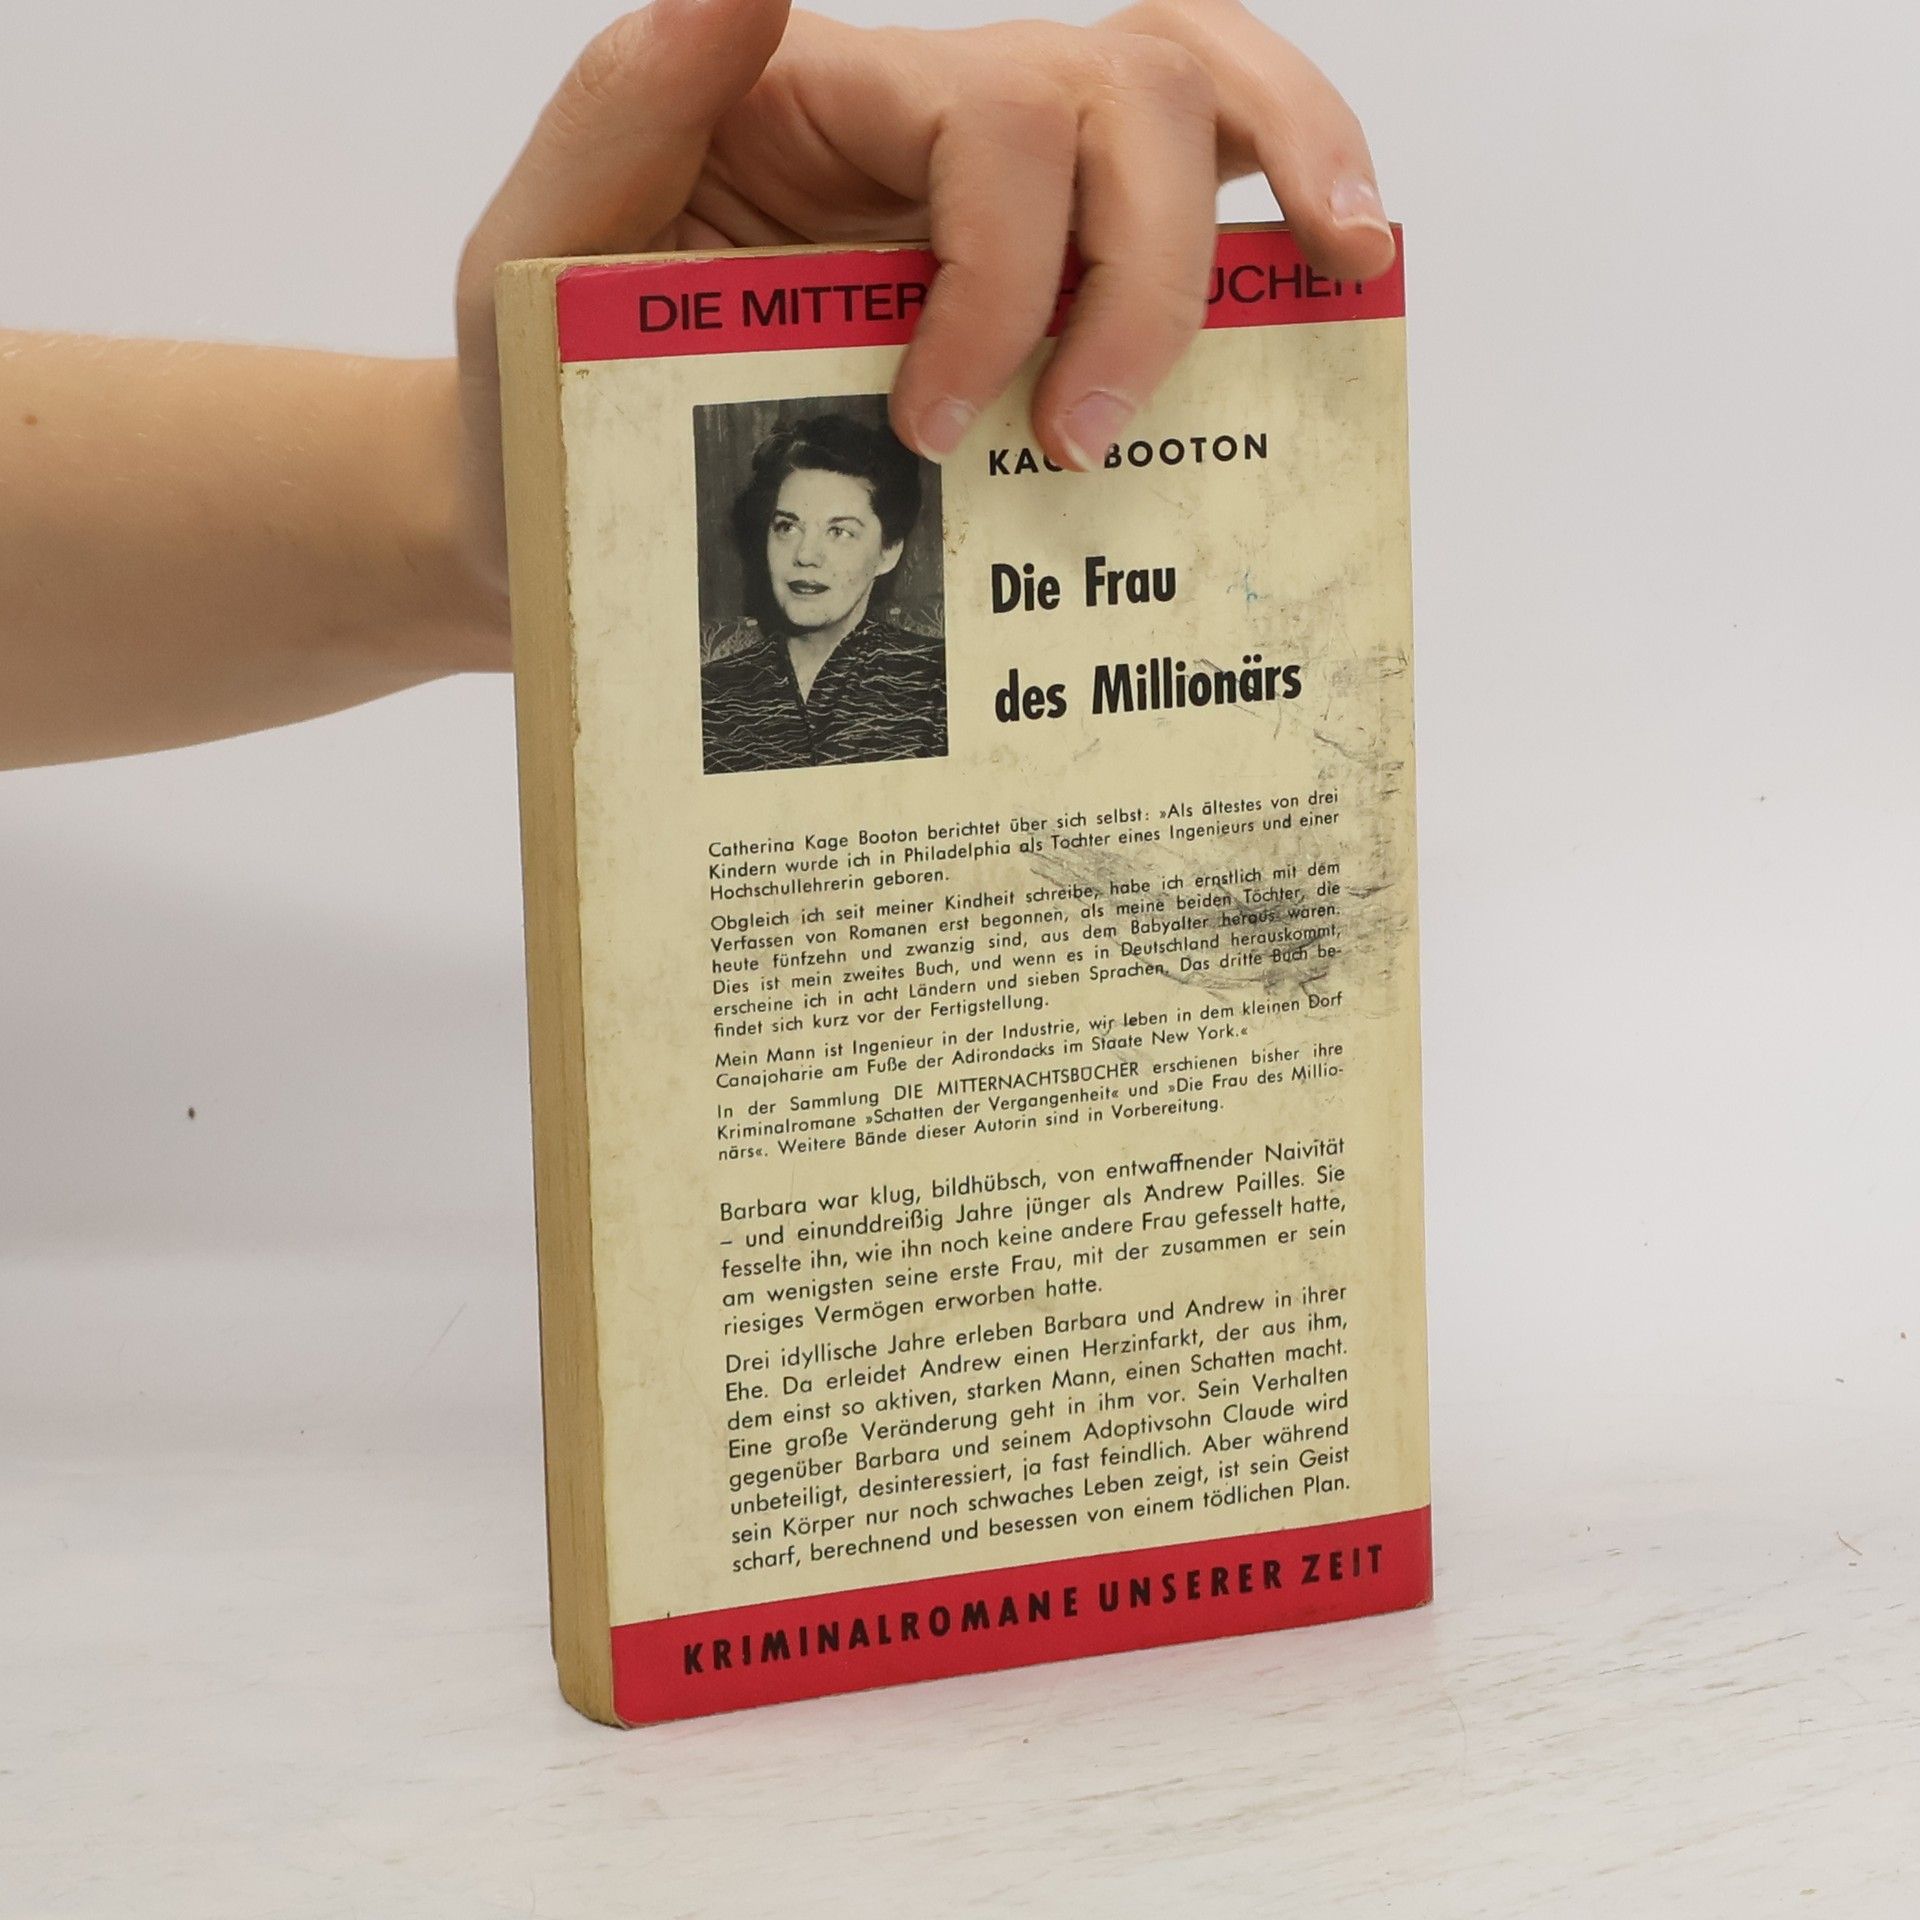 DIE
BOOTON
Die Frau
des Millionärs
Catherina Kage Booton berichtet über sich selbst: »Als ältestes von drei
Kindern wurde ich in Philadelphia als Tochter eines Ingenieurs und einer
Hochschullehrerin geboren.
Obgleich ich seit meiner Kindheit schreibe, habe ich ernstlich mit dem
Verfassen von Romanen erst begonnen, als meine beiden Töchter, die
heute fünfzehn und zwanzig sind, aus dem Babyalter heraus waren.
Dies ist mein zweites Buch, und wenn es in Deutschland herauskommt,
erscheine ich in acht Ländern und sieben Sprachen. Das dritte Buch be-
findet sich kurz vor der Fertigstellung.
Mein Mann ist Ingenieur in der Industrie, wir leben in dem kleinen Dorf
Canajoharie am Fuße der Adirondacks im Staate New York.«
In der Sammlung DIE MITTERNACHTSBÜCHER erschienen bisher ihre
Kriminalromane »Schatten der Vergangenheit« und »Die Frau des Millio-
närs«. Weitere Bände dieser Autorin sind in Vorbereitung.
Barbara war klug, bildhübsch, von entwaffnender Naivität
– und einunddreißig Jahre jünger als Andrew Pailles. Sie
fesselte ihn, wie ihn noch keine andere Frau gefesselt hatte,
am wenigsten seine erste Frau, mit der zusammen er sein
riesiges Vermögen erworben hatte.
Drei idyllische Jahre erleben Barbara und Andrew in ihrer
Ehe. Da erleidet Andrew einen Herzinfarkt, der aus ihm,
dem einst so aktiven, starken Mann, einen Schatten macht.
Eine große Veränderung geht in ihm vor. Sein Verhalten
gegenüber Barbara und seinem Adoptivsohn Claude wird
unbeteiligt, desinteressiert, ja fast feindlich. Aber während
sein Körper nur noch schwaches Leben zeigt, ist sein Geist
scharf, berechnend und besessen von einem tödlichen Plan.
KRIMINALROMANE UNSERER ZEIT